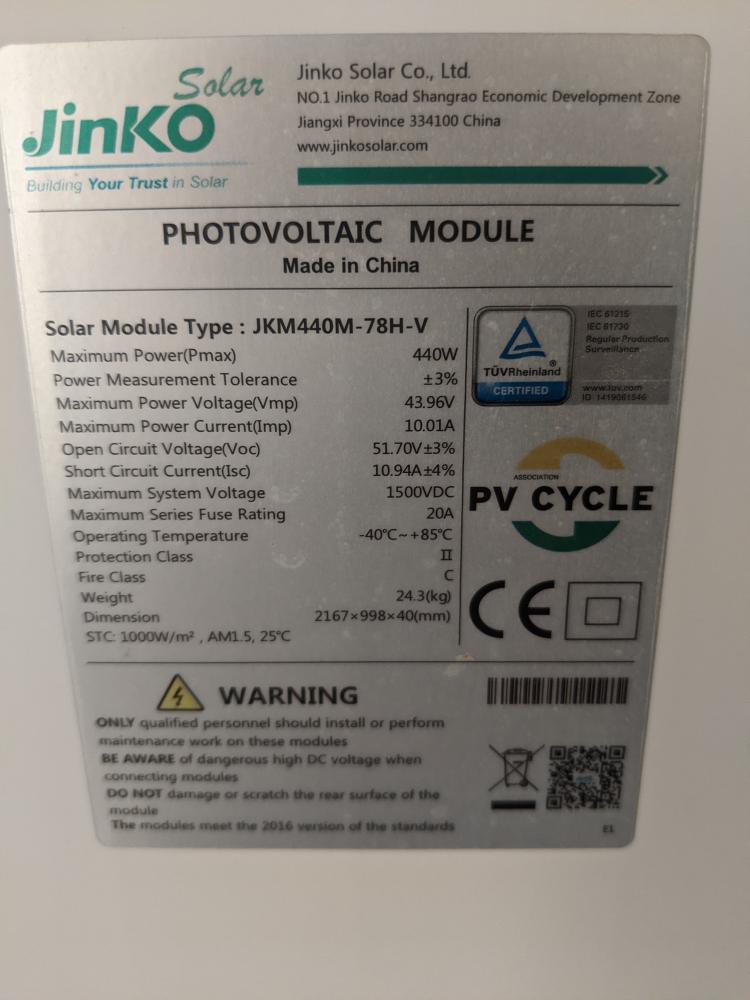 Solar
JinKO
Building Your Trust in Solar
Jinko Solar Co., Ltd.
NO.1 Jinko Road Shangrao Economic Development Zone
Jiangxi Province 334100 China
www.jinkosolar.com
PHOTOVOLTAIC MODULE
Made in China
Solar Module Type : JKM440M-78H-V
Maximum Power(Pmax) 440W
Power Measurement Tolerance ±3%
Maximum Power Voltage(Vmp) 43.96V
Maximum Power Current(Imp) 10.01A
Open Circuit Voltage(Voc) 51.70V±3%
Short Circuit Current(Isc) 10.94A±4%
Maximum System Voltage 1500VDC
Maximum Series Fuse Rating 20A
Operating Temperature -40℃~+85℃
Protection Class II
Fire Class C
Weight 24.3(kg)
Dimension 2167×998×40(mm)
STC: 1000W/m² , AM1.5, 25℃
TÜVRheinland®
CERTIFIED
IEC 61215
IEC 61730
Regular Production
Surveillance
www.tuv.com
ID 1419061546
ASSOCIATION
PV CYCLE
CE
WARNING
ONLY qualified personnel should install or perform
maintenance work on these modules
BE AWARE of dangerous high DC voltage when
connecting modules
DO NOT damage or scratch the rear surface of the
module
The modules meet the 2016 version of the standards
E1